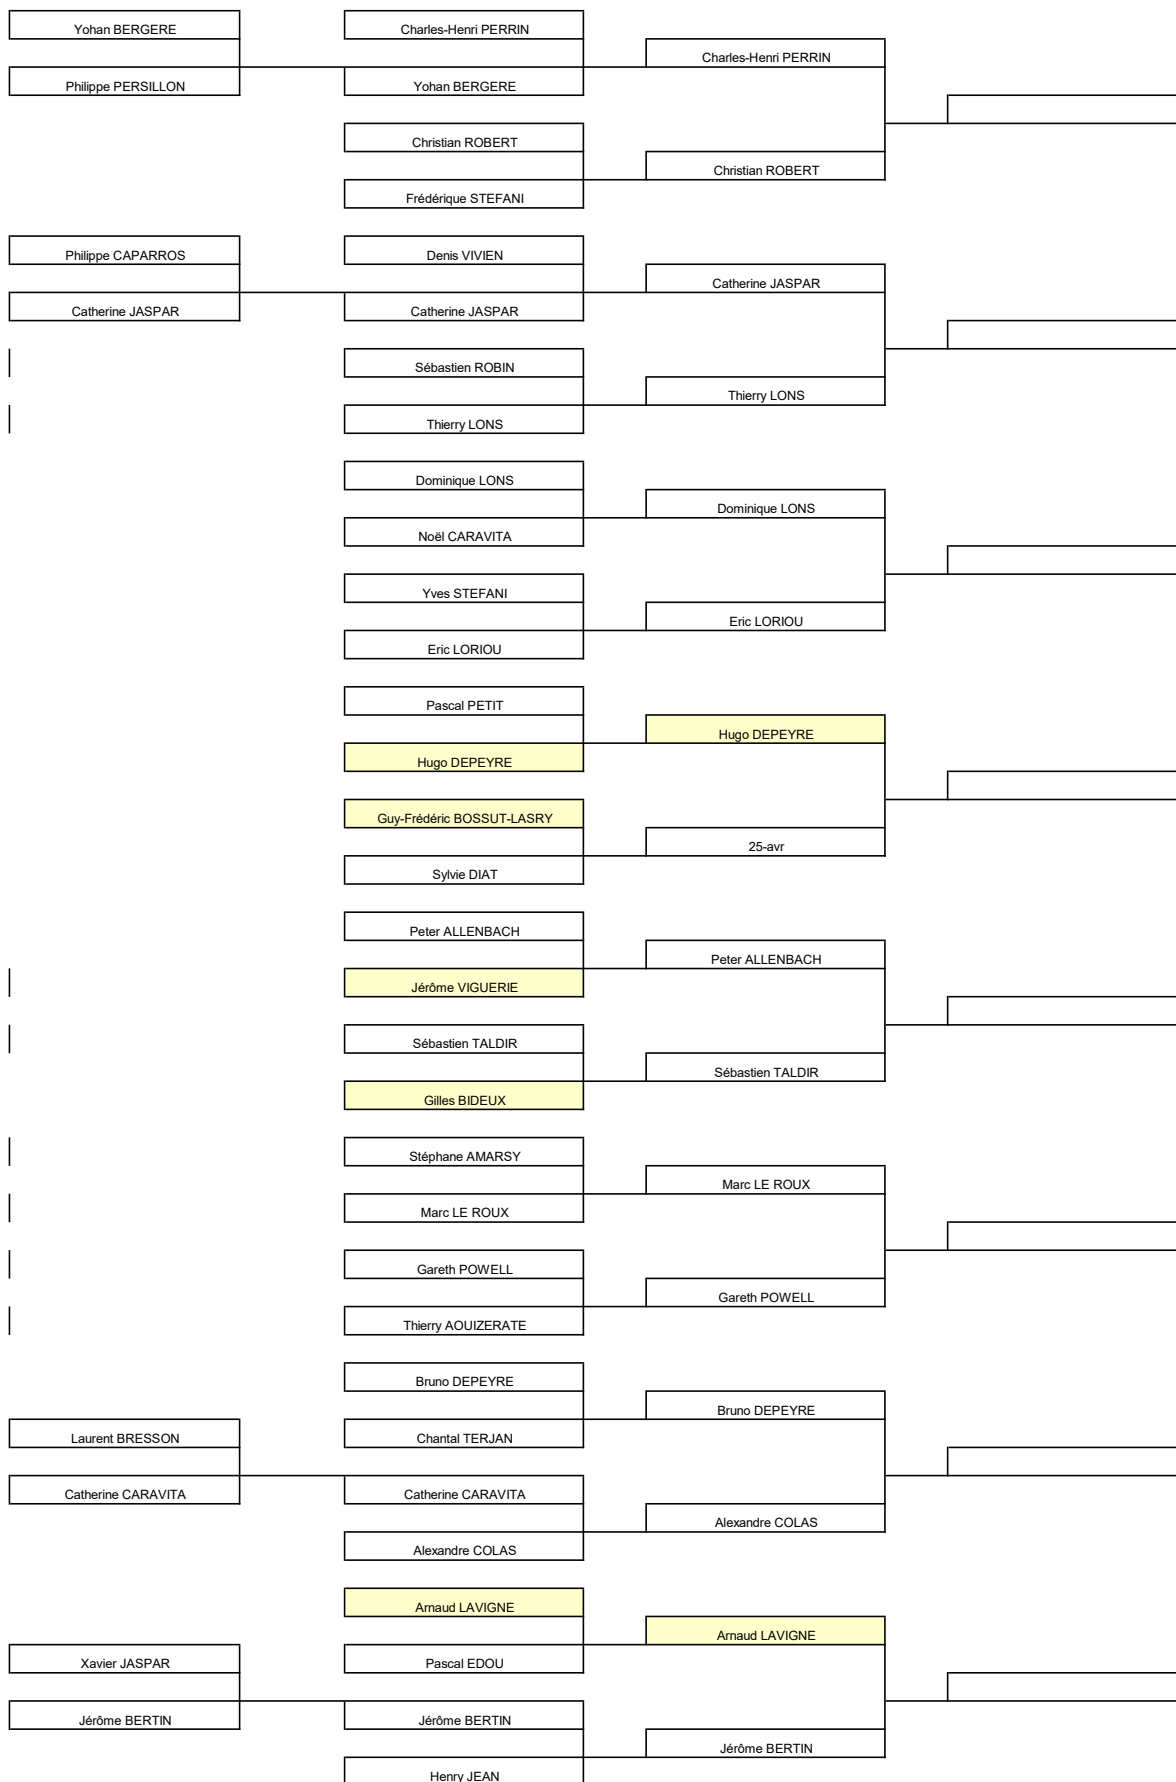 Yohan BERGERE
Charles-Henri PERRIN
Charles-Henri PERRIN
Philippe PERSILLON
Yohan BERGERE
Christian ROBERT
Christian ROBERT
Frédérique STEFANI
Philippe CAPARROS
Denis VIVIEN
Catherine JASPAR
Catherine JASPAR
Catherine JASPAR
Sébastien ROBIN
Thierry LONS
Thierry LONS
Dominique LONS
Dominique LONS
Noël CARAVITA
Yves STEFANI
Eric LORIOU
Eric LORIOU
Pascal PETIT
Hugo DEPEYRE
Hugo DEPEYRE
Guy-Frédéric BOSSUT-LASRY
25-avr
Sylvie DIAT
Peter ALLENBACH
Peter ALLENBACH
Jérôme VIGUERIE
Sébastien TALDIR
Sébastien TALDIR
Gilles BIDEUX
Stéphane AMARSY
Marc LE ROUX
Marc LE ROUX
Gareth POWELL
Gareth POWELL
Thierry AOUIZERATE
Bruno DEPEYRE
Bruno DEPEYRE
Laurent BRESSON
Chantal TERJAN
Catherine CARAVITA
Catherine CARAVITA
Alexandre COLAS
Alexandre COLAS
Arnaud LAVIGNE
Arnaud LAVIGNE
Xavier JASPAR
Pascal EDOU
Jérôme BERTIN
Jérôme BERTIN
Jérôme BERTIN
Henry JEAN